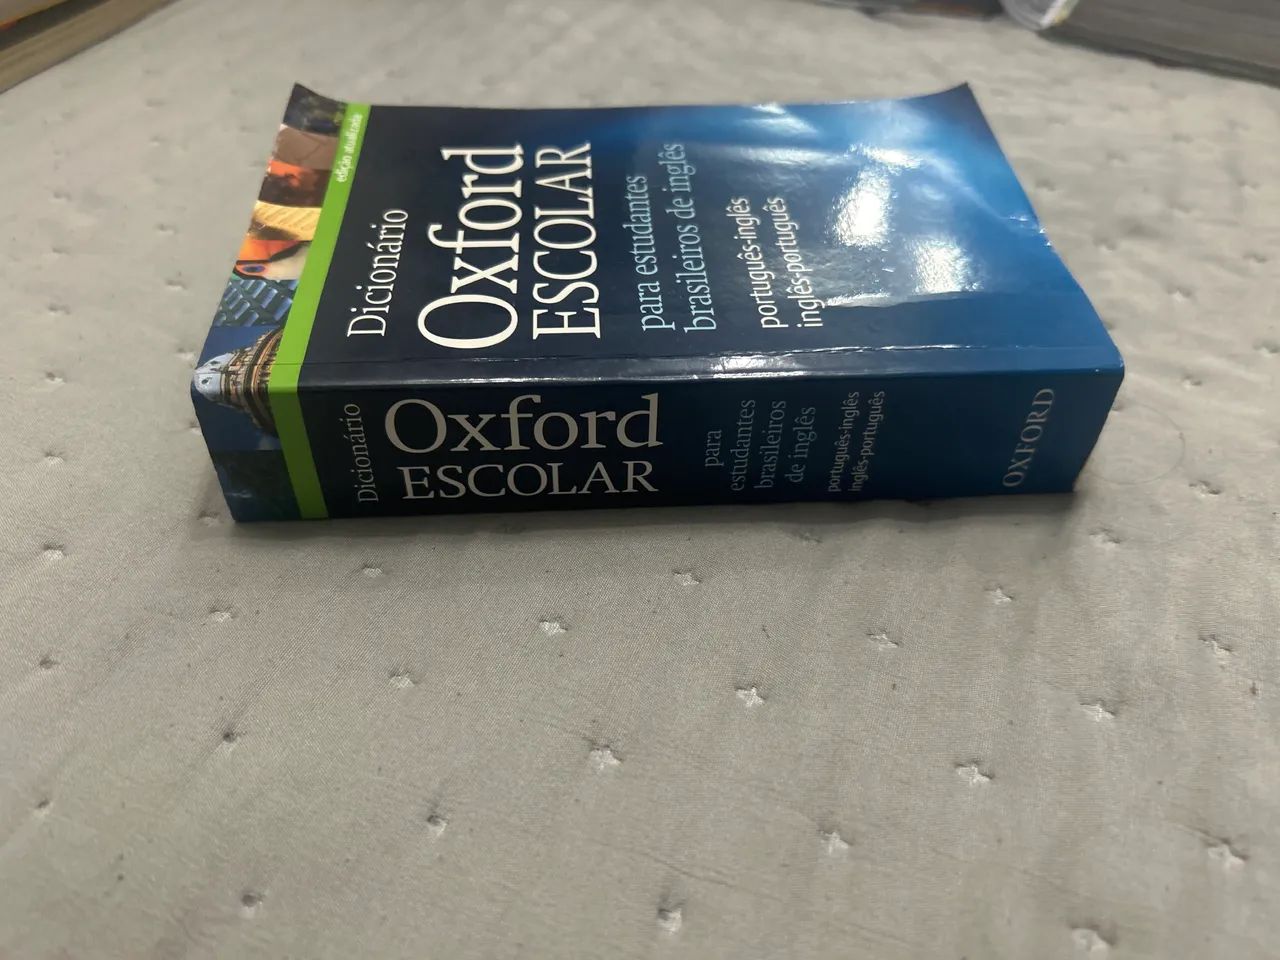 edição atualizada
Dicionário
Oxford
ESCOLAR
para estudantes
brasileiros de inglês
português-inglês
inglês-português
Dicionário
Oxford
ESCOLAR
para
estudantes
brasileiros
de inglês
português-inglês
inglês-português
OXFORD